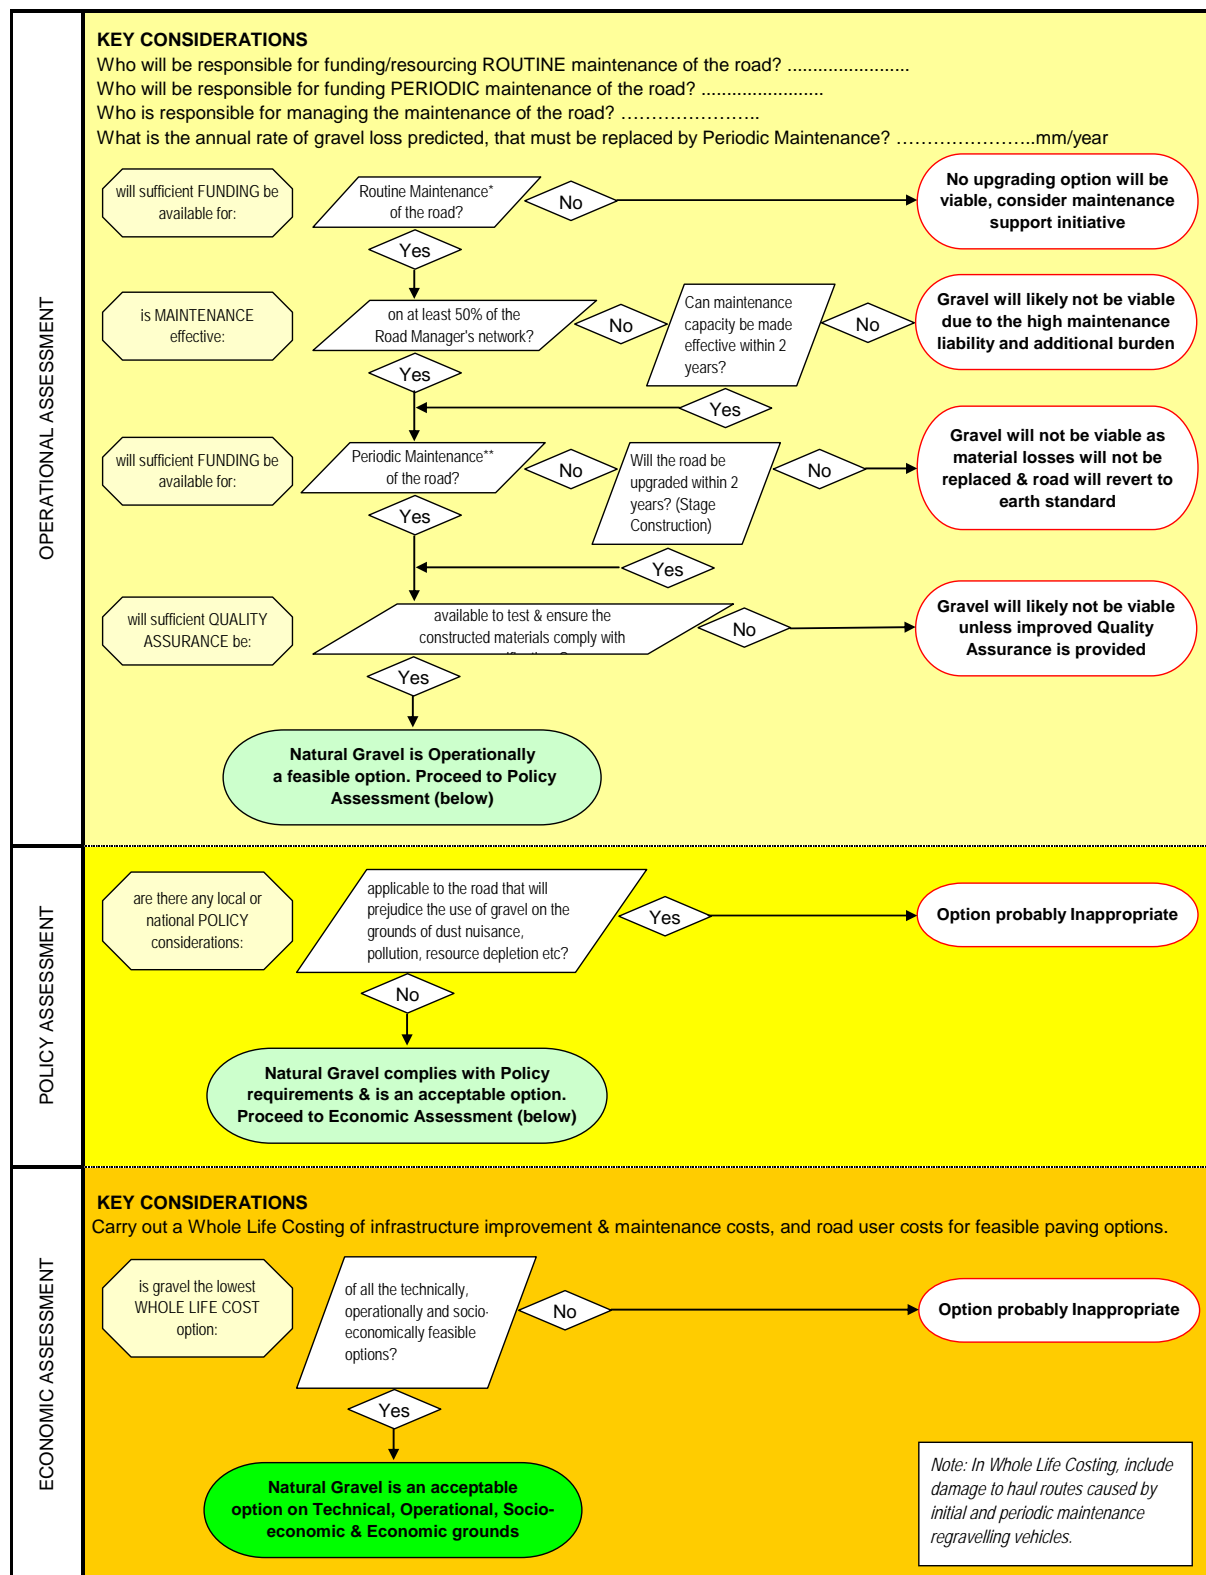 KEY CONSIDERATIONS
Who will be responsible for funding/resourcing ROUTINE maintenance of the road? ........................
Who will be responsible for funding PERIODIC maintenance of the road? ........................
Who is responsible for managing the maintenance of the road? …………………..
What is the annual rate of gravel loss predicted, that must be replaced by Periodic Maintenance? …………………..mm/year
OPERATIONAL ASSESSMENT
will sufficient FUNDING be
available for:
Routine Maintenance*
of the road?
No
No upgrading option will be
viable, consider maintenance
support initiative
Yes
is MAINTENANCE
effective:
on at least 50% of the
Road Manager's network?
No
Can maintenance
capacity be made
effective within 2
years?
No
Gravel will likely not be viable
due to the high maintenance
liability and additional burden
Yes
Yes
will sufficient FUNDING be
available for:
Periodic Maintenance**
of the road?
No
Will the road be
upgraded within 2
years? (Stage
Construction)
No
Gravel will not be viable as
material losses will not be
replaced & road will revert to
earth standard
Yes
Yes
will sufficient QUALITY
ASSURANCE be:
available to test & ensure the
constructed materials comply with
No
Gravel will likely not be viable
unless improved Quality
Assurance is provided
Yes
Natural Gravel is Operationally
a feasible option. Proceed to Policy
Assessment (below)
POLICY ASSESSMENT
are there any local or
national POLICY
considerations:
applicable to the road that will
prejudice the use of gravel on the
grounds of dust nuisance,
pollution, resource depletion etc?
Yes
Option probably Inappropriate
No
Natural Gravel complies with Policy
requirements & is an acceptable option.
Proceed to Economic Assessment (below)
ECONOMIC ASSESSMENT
KEY CONSIDERATIONS
Carry out a Whole Life Costing of infrastructure improvement & maintenance costs, and road user costs for feasible paving options.
is gravel the lowest
WHOLE LIFE COST
option:
of all the technically,
operationally and socio-
economically feasible
options?
No
Option probably Inappropriate
Yes
Natural Gravel is an acceptable
option on Technical, Operational, Socio-
economic & Economic grounds
Note: In Whole Life Costing, include
damage to haul routes caused by
initial and periodic maintenance
regravelling vehicles.